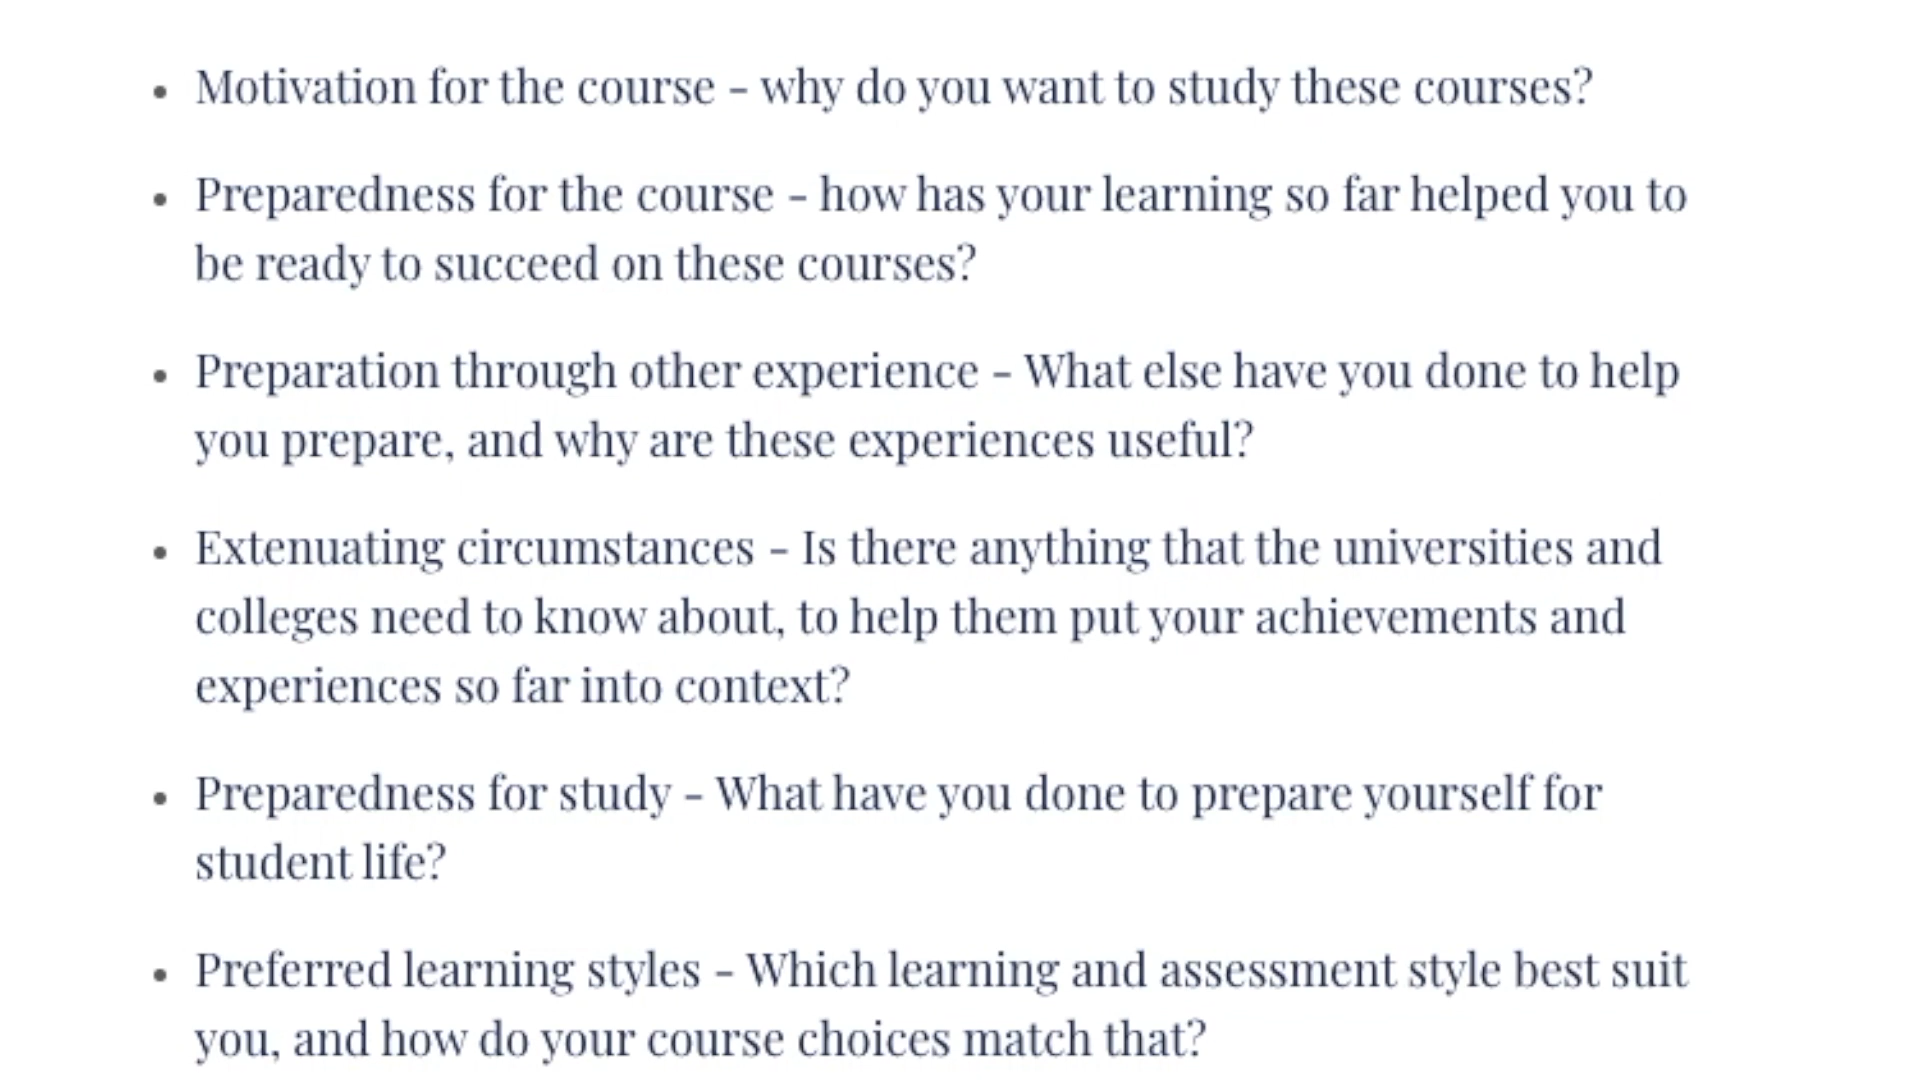 • Motivation for the course – why do you want to study these courses?
• Preparedness for the course – how has your learning so far helped you to
be ready to succeed on these courses?
• Preparation through other experience – What else have you done to help
you prepare, and why are these experiences useful?
• Extenuating circumstances – Is there anything that the universities and
colleges need to know about, to help them put your achievements and
experiences so far into context?
• Preparedness for study – What have you done to prepare yourself for
student life?
• Preferred learning styles – Which learning and assessment style best suit
you, and how do your course choices match that?